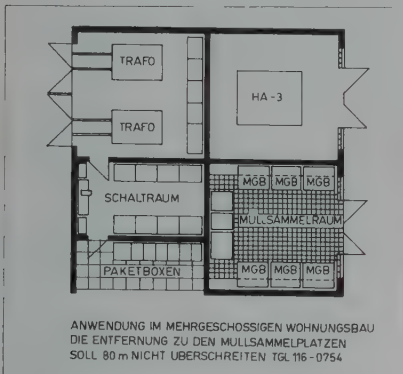 TRAFO
HA-3
TRAFO
MGB MGB MGB
SCHALTRAUM
MULLSAMMELRAUM
PAKETBOXEN
MGB MGB MGB
ANWENDUNG IM MEHRGESCHOSSIGEN WOHNUNGSBAU
DIE ENTFERNUNG ZU DEN MULLSAMMELPLATZEN
SOLL 80 m NICHT UBERSCHREITEN TGL 116-0754